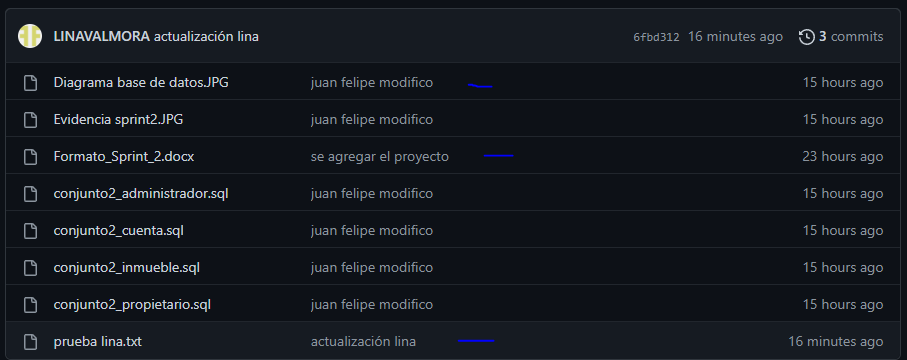 LINAVALMORA actualización lina 6fbd312 16 minutes ago 3 commits
Diagrama base de datos.JPG juan felipe modifico 15 hours ago
Evidencia sprint2.JPG juan felipe modifico 15 hours ago
Formato_Sprint_2.docx se agregar el proyecto 23 hours ago
conjunto2_administrador.sql juan felipe modifico 15 hours ago
conjunto2_cuenta.sql juan felipe modifico 15 hours ago
conjunto2_inmueble.sql juan felipe modifico 15 hours ago
conjunto2_propietario.sql juan felipe modifico 15 hours ago
prueba lina.txt actualización lina 16 minutes ago